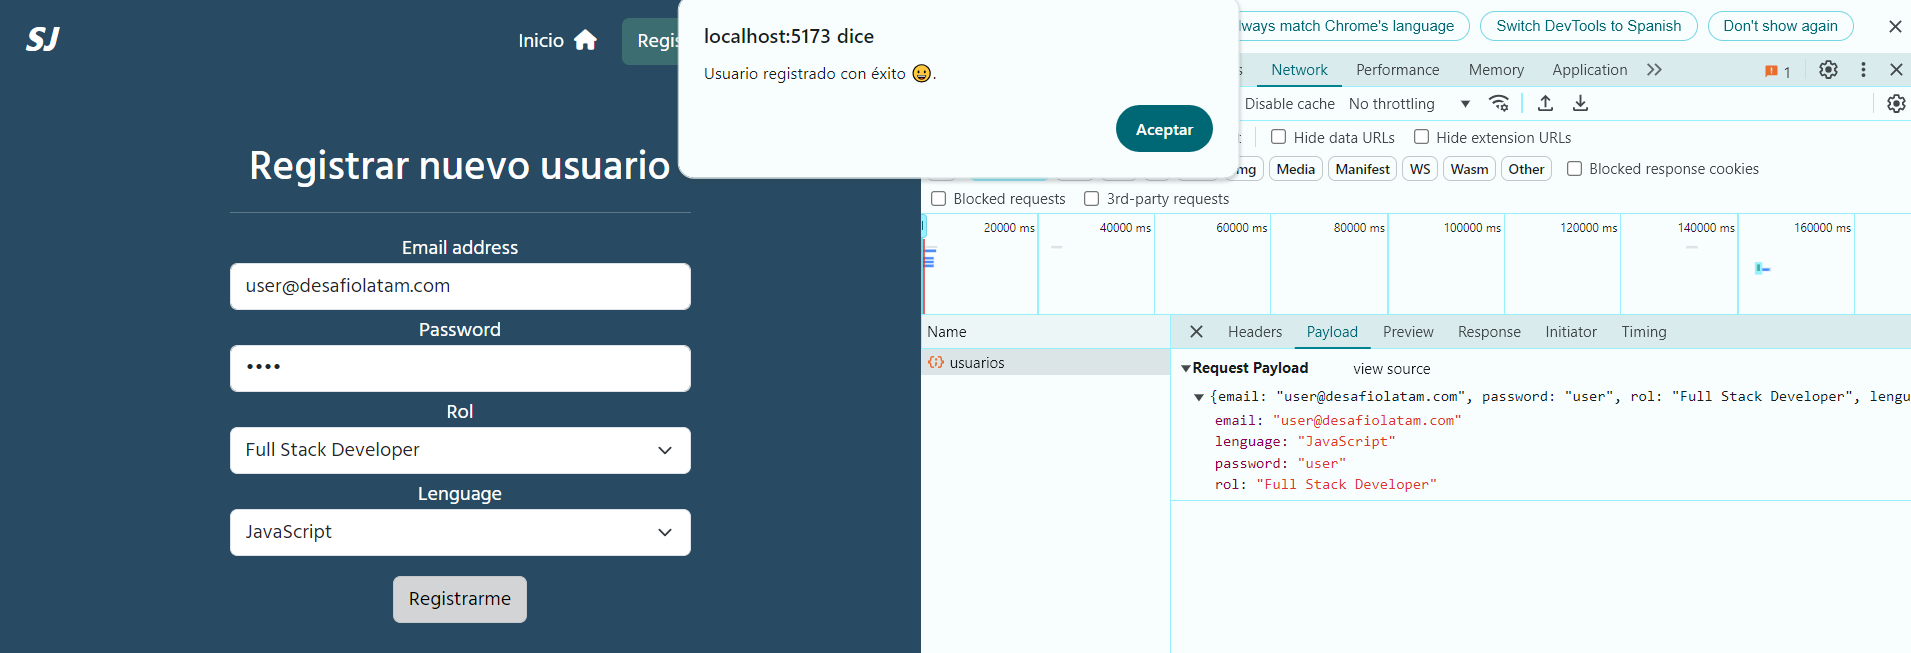 SJ
Inicio
Regis
Registrar nuevo usuario
Email address
user@desafiolatam.com
Password
••••
Rol
Full Stack Developer
Lenguage
JavaScript
Registrarme
localhost:5173 dice
Usuario registrado con éxito 😀.
Aceptar
lways match Chrome's language
Switch DevTools to Spanish
Don't show again
Network
Performance
Memory
Application
1
Disable cache
No throttling
Hide data URLs
Hide extension URLs
mg
Media
Manifest
WS
Wasm
Other
Blocked response cookies
Blocked requests
3rd-party requests
20000 ms
40000 ms
60000 ms
80000 ms
100000 ms
120000 ms
140000 ms
160000 ms
Name
usuarios
Headers
Payload
Preview
Response
Initiator
Timing
Request Payload
view source
{email: "user@desafiolatam.com", password: "user", rol: "Full Stack Developer", lengu
email: "user@desafiolatam.com"
lenguage: "JavaScript"
password: "user"
rol: "Full Stack Developer"